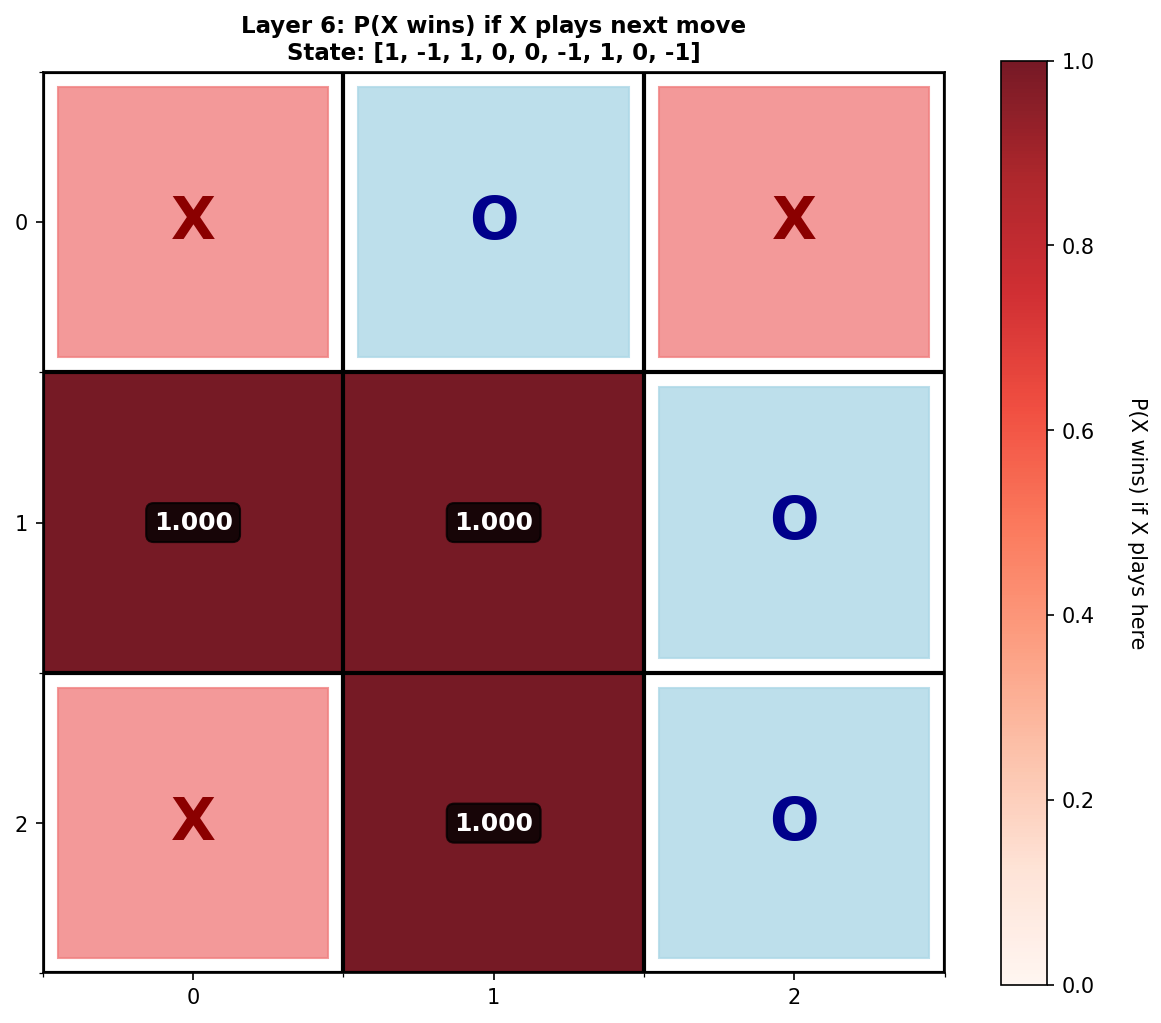 Layer 6: P(X wins) if X plays next move
State: [1, -1, 1, 0, 0, -1, 1, 0, -1]
X O X
1.000 1.000 O
X 1.000 O
0
1
2
0 1 2
1.0
0.8
0.6
0.4
0.2
0.0
P(X wins) if X plays here